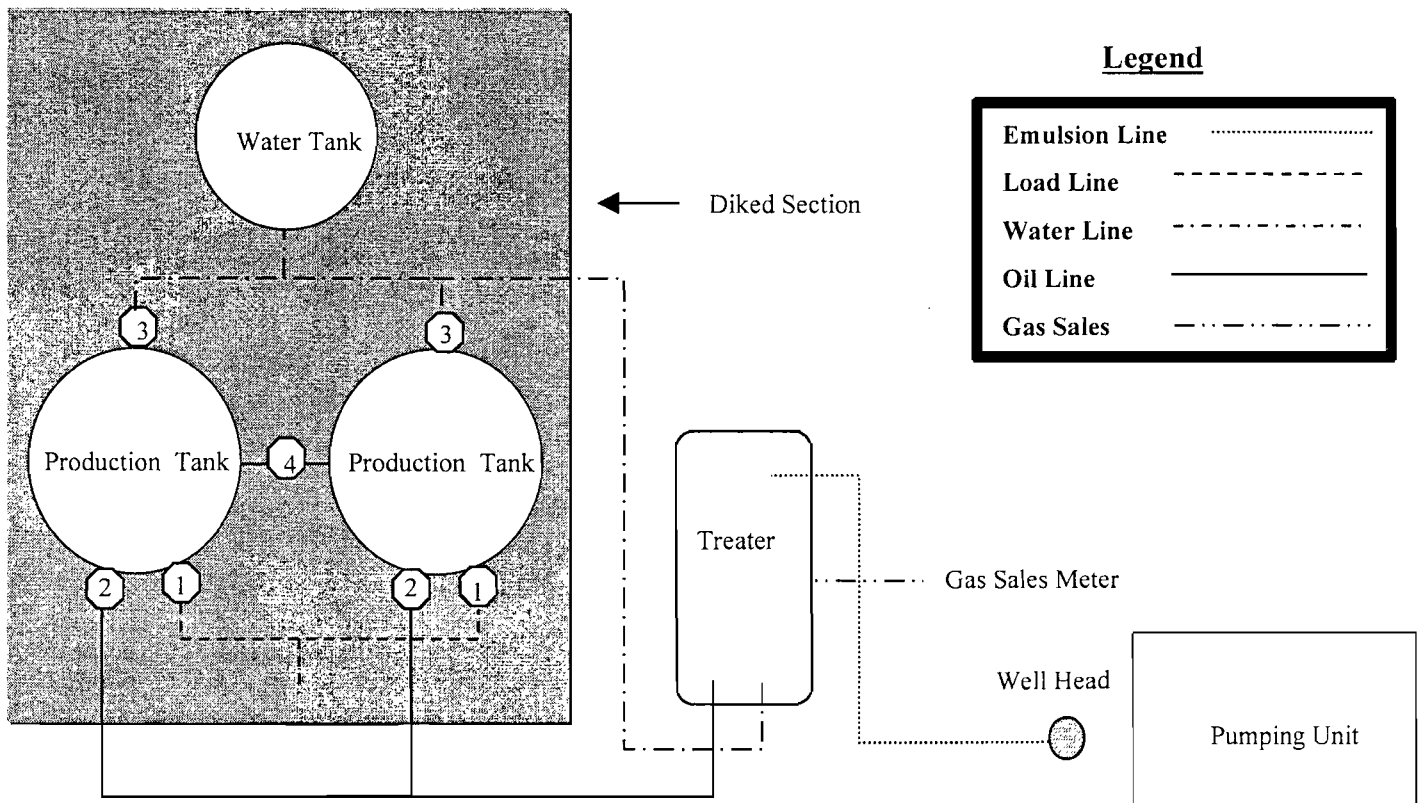 Legend
Water Tank
Emulsion Line
Load Line
Water Line
Oil Line
Gas Sales
Diked Section
3
3
Production Tank
4
Production Tank
Treater
2
1
2
1
Gas Sales Meter
Well Head
Pumping Unit